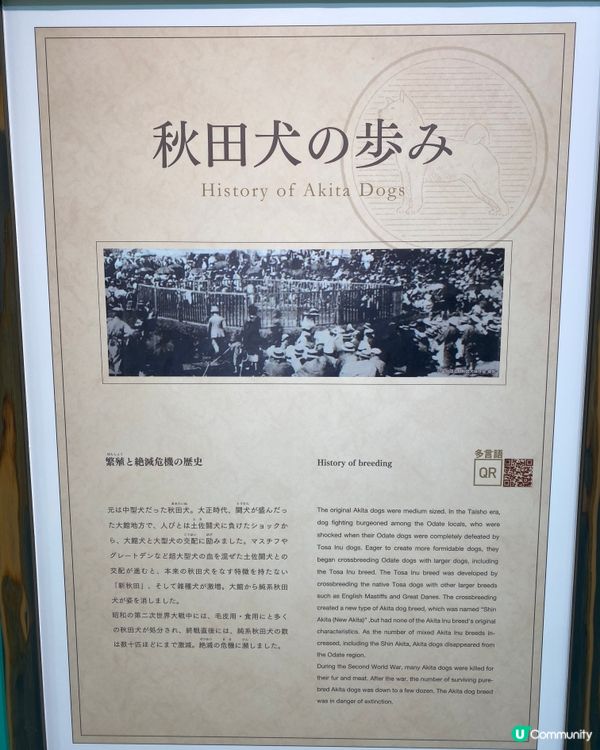 秋田犬の歩み
History of Akita Dogs
繁殖と絶滅危機の歴史
元は中型犬だった秋田犬。大正時代、闘犬が盛んだっ
た大館地方で、人びとは土佐闘犬に負けたショックか
ら、大館犬と大型犬の交配に励みました。マスチフや
グレートデンなど超大型犬の血を混ぜた土佐闘犬との
交配が進むと、本来の秋田犬をなす特徴を持たない
「新秋田」、そして雑種犬が激増。大館から純系秋田
犬が姿を消しました。
昭和の第二次世界大戦中には、毛皮用・食用にと多く
の秋田犬が処分され、終戦直後には、純系秋田犬の数
は数十匹ほどにまで激減。絶滅の危機に瀕しました。
History of breeding
多言語
QR
The original Akita dogs were medium sized. In the Taisho era,
dog fighting burgeoned among the Odate locals, who were
shocked when their Odate dogs were completely defeated by
Tosa Inu dogs. Eager to create more formidable dogs, they
began crossbreeding Odate dogs with larger dogs, including
the Tosa Inu breed. The Tosa Inu breed was developed by
crossbreeding the native Tosa dogs with other larger breeds
such as English Mastiffs and Great Danes. The crossbreeding
created a new type of Akita dog breed, which was named "Shin
Akita (New Akita)" ,but had none of the Akita Inu breed's original
characteristics. As the number of mixed Akita Inu breeds in-
creased, including the Shin Akita, Akita dogs disappeared from
the Odate region.
During the Second World War, many Akita dogs were killed for
their fur and meat. After the war, the number of surviving pure-
bred Akita dogs was down to a few dozen. The Akita dog breed
was in danger of extinction.
U Community